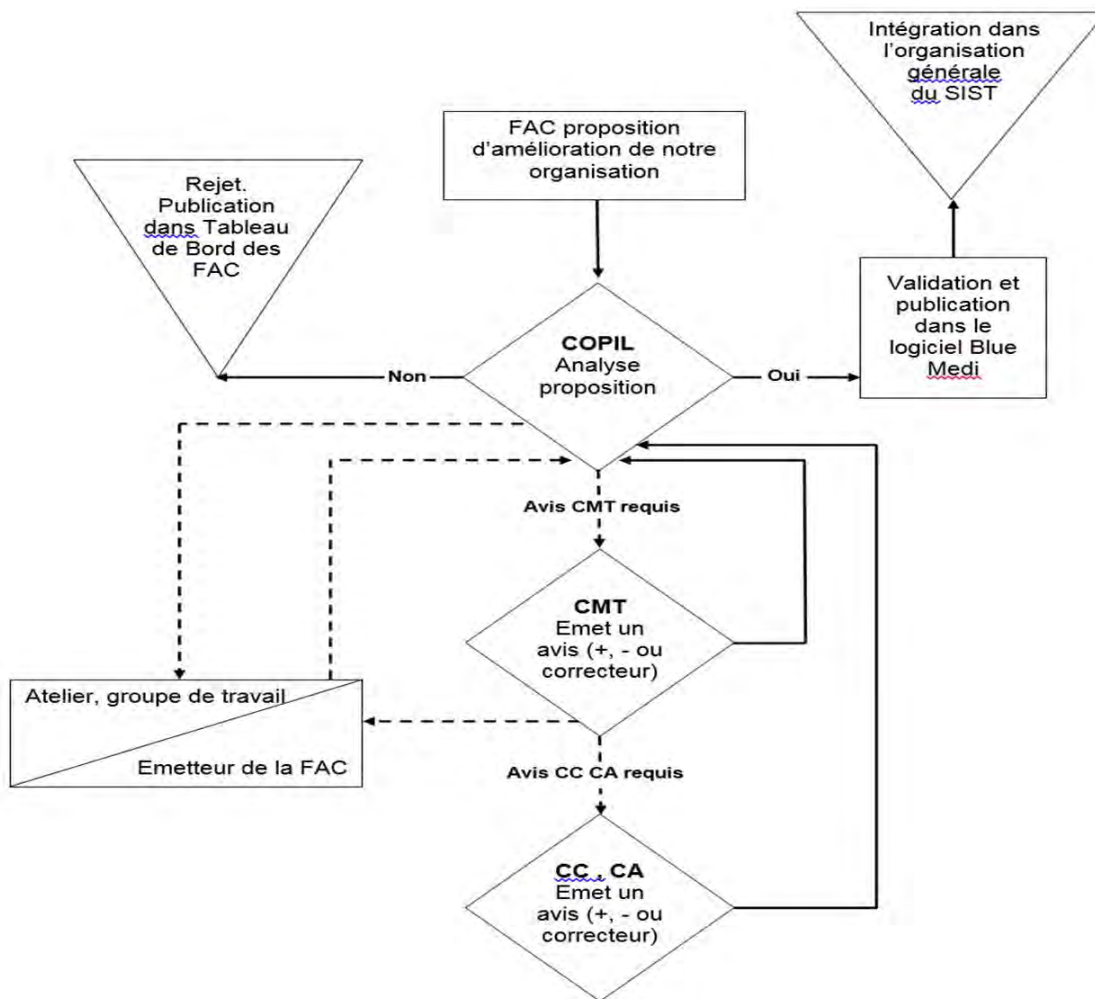 Intégration dans
l'organisation
générale
du SIST
FAC proposition
d'amélioration de notre
organisation
Rejet.
Publication
dans Tableau
de Bord des
FAC
Validation et
publication
dans le
logiciel Blue
Medi
COPIL
Analyse
proposition
Non
Oui
Avis CMT requis
CMT
Emet un
avis (+, - ou
correcteur)
Atelier, groupe de travail
Emetteur de la FAC
Avis CC CA requis
CC , CA
Emet un
avis (+, - ou
correcteur)